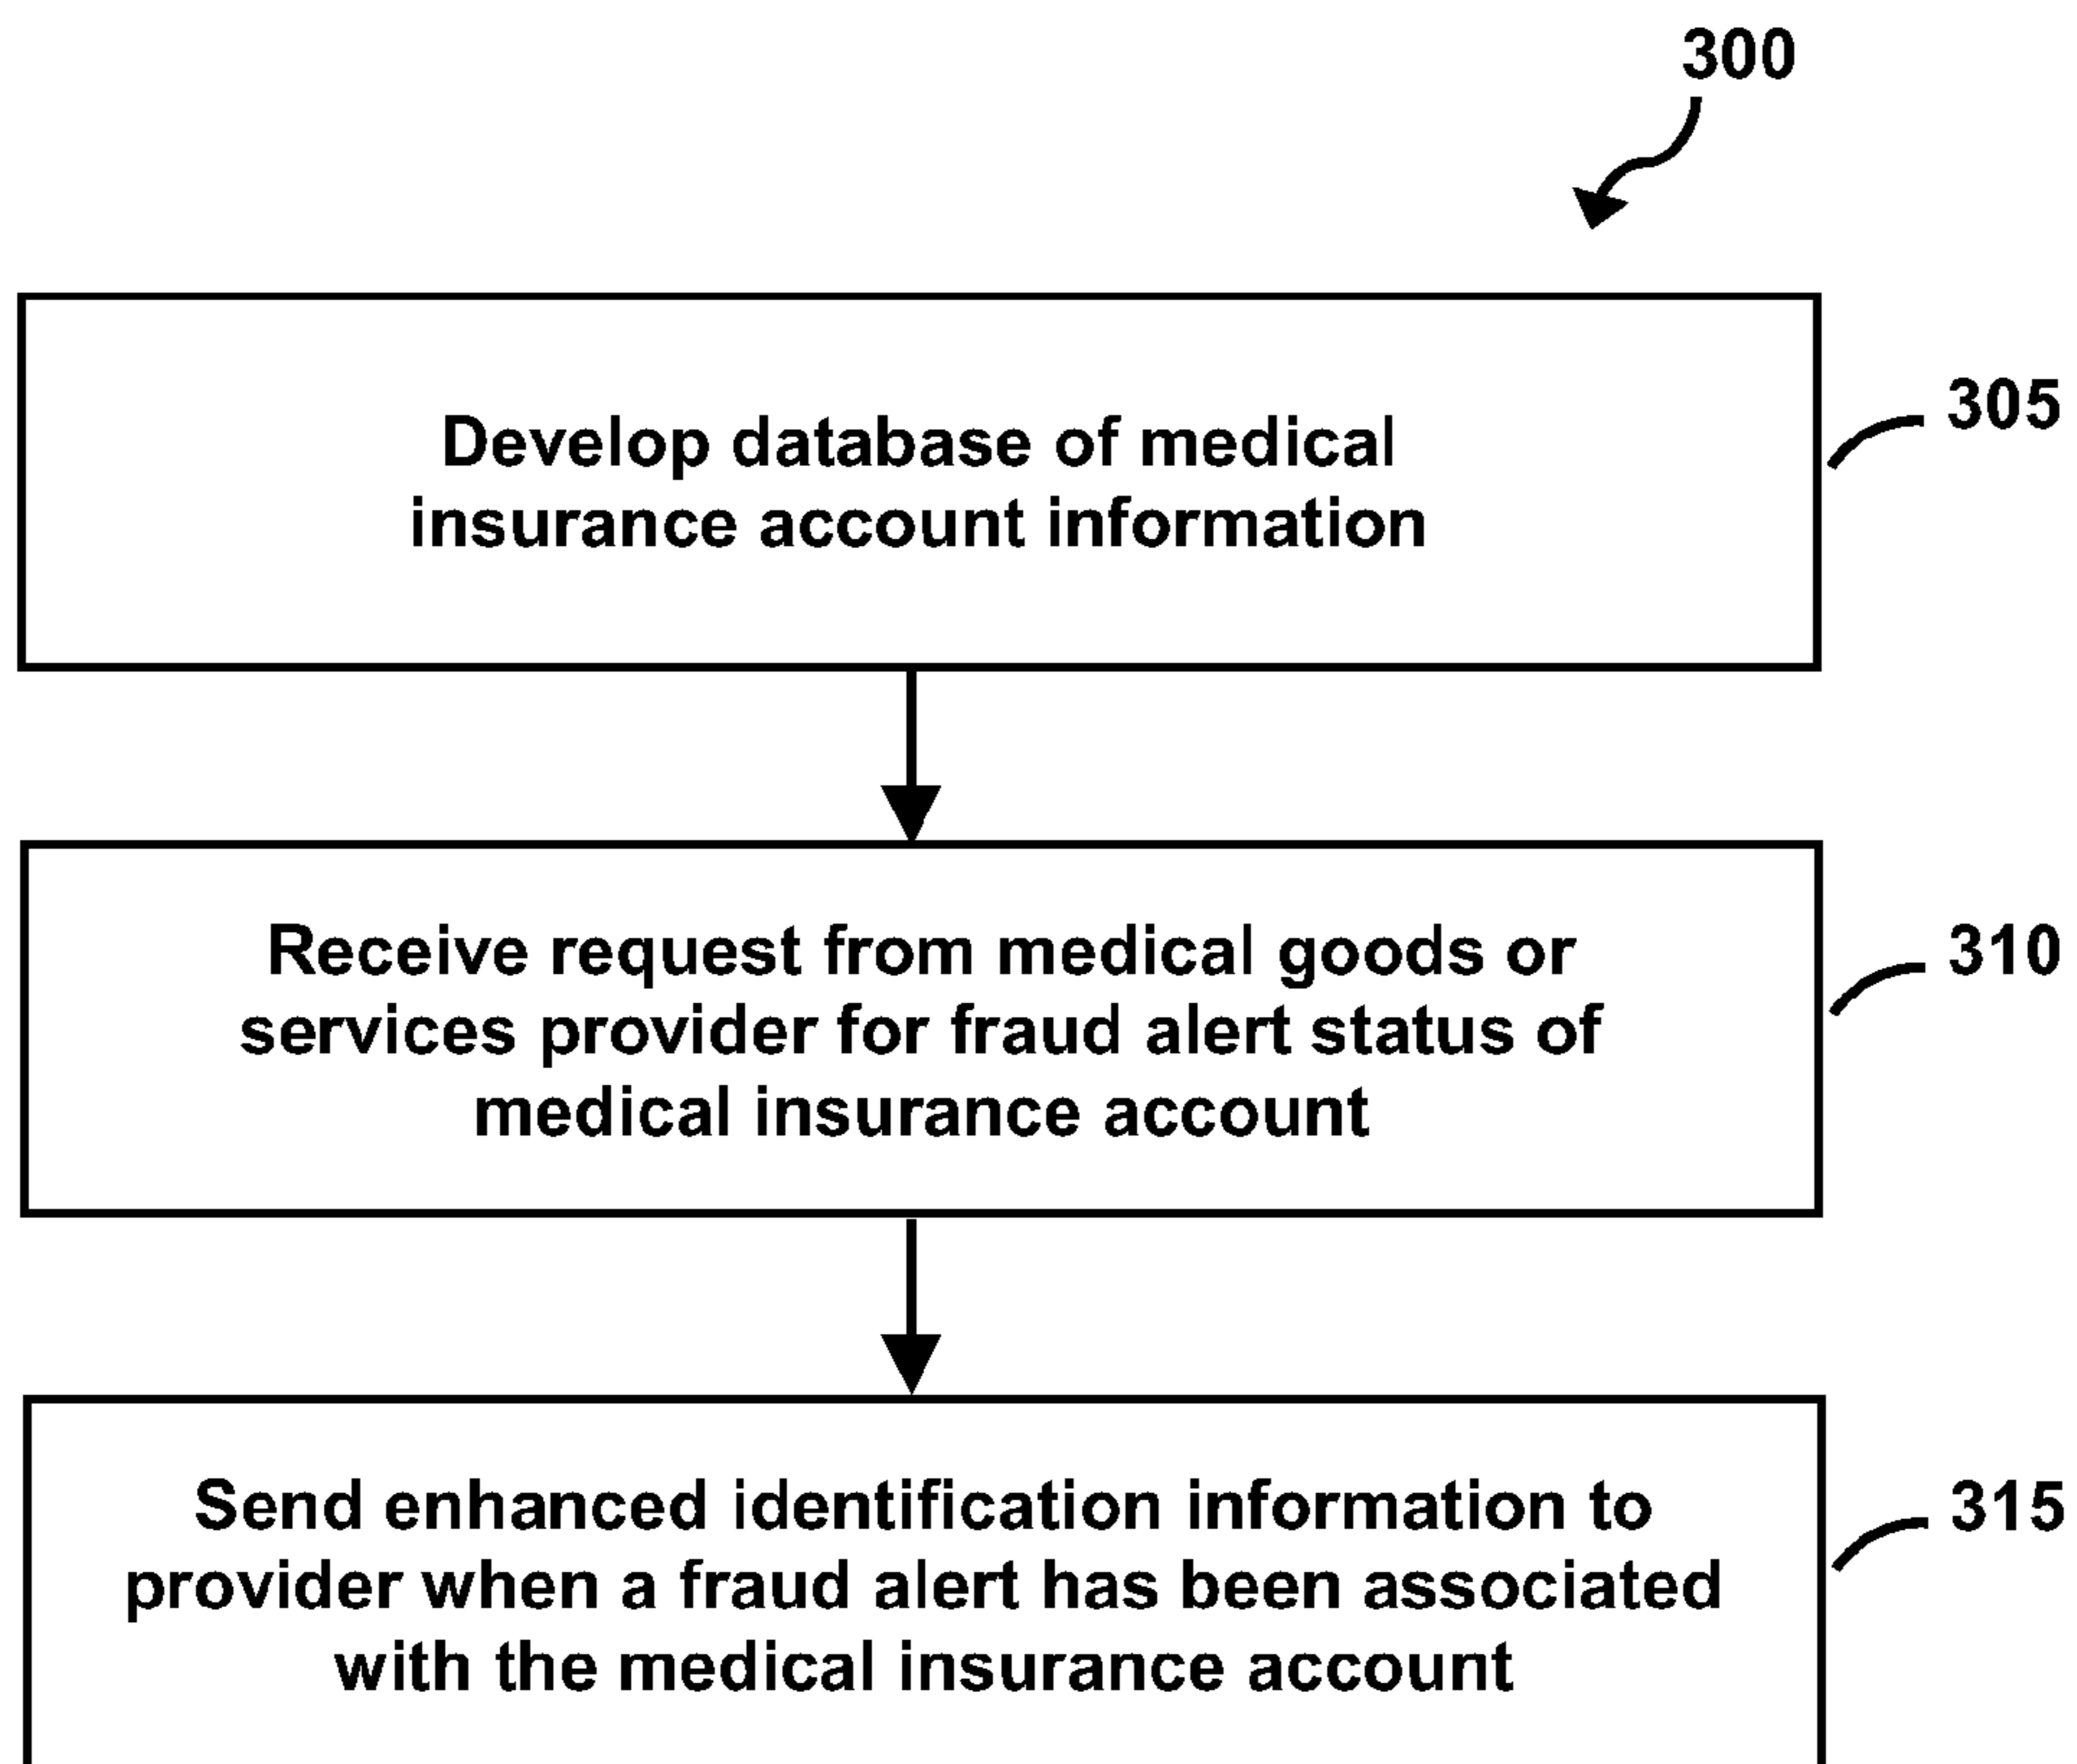 300
Develop database of medical
insurance account information
305
Receive request from medical goods or
services provider for fraud alert status of
medical insurance account
310
Send enhanced identification information to
provider when a fraud alert has been associated
with the medical insurance account
315